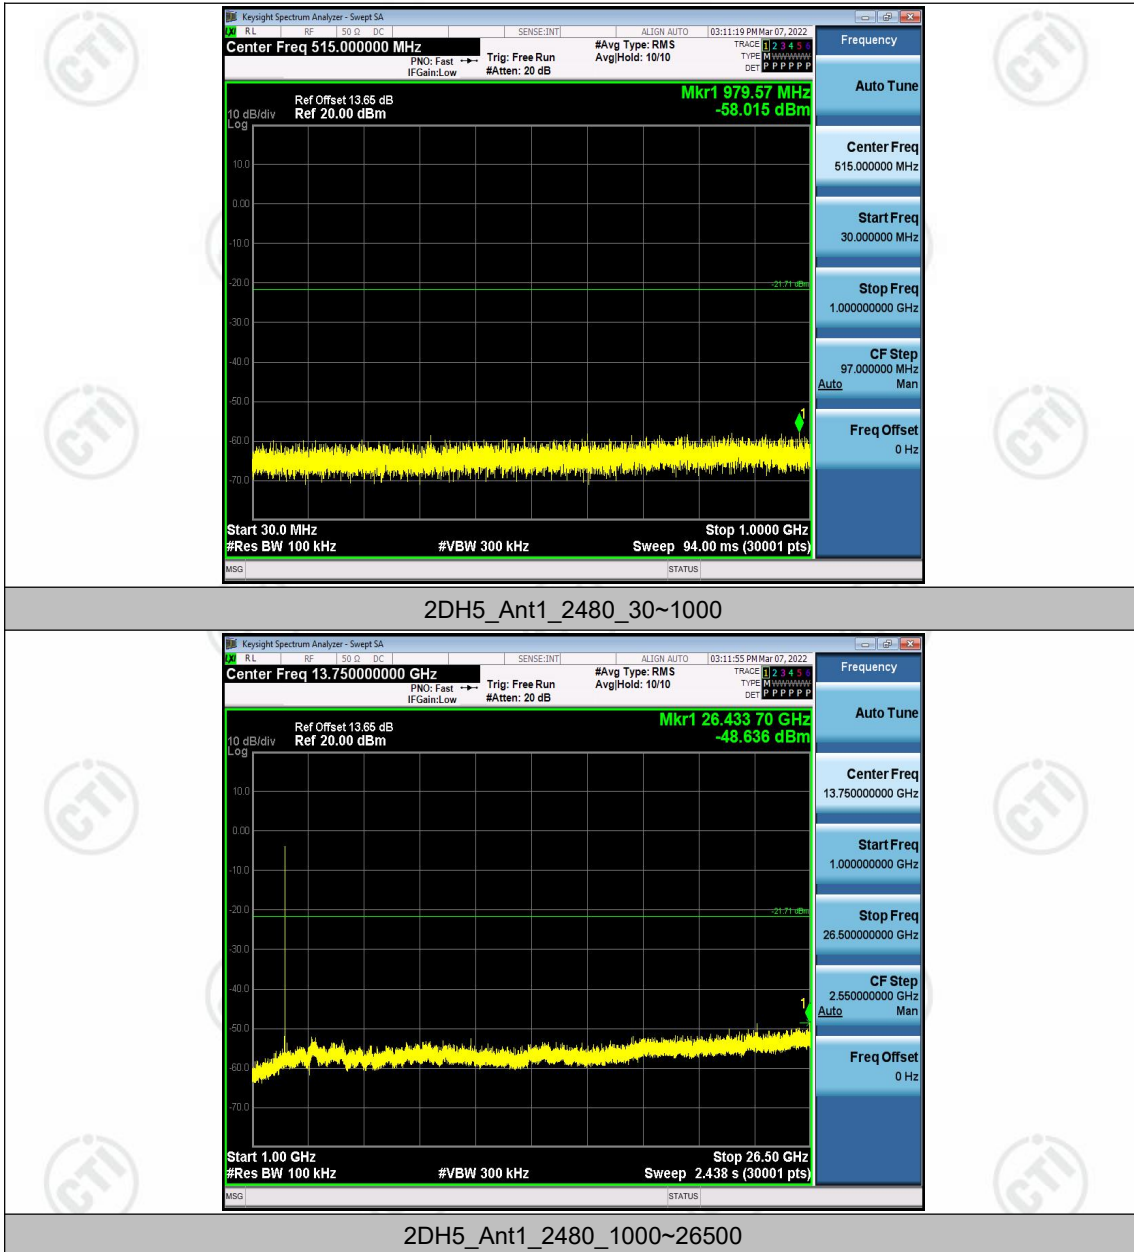 Keysight Spectrum Analyzer - Swept SA
RL RF 50 Ω DC SENSE:INT ALIGN AUTO 03:11:19 PM Mar 07, 2022
Center Freq 515.000000 MHz
PNO: Fast
IFGain:Low
Trig: Free Run
#Atten: 20 dB
#Avg Type: RMS
Avg|Hold: 10/10
TRACE 1 2 3 4 5 6
TYPE M W W W W W
DET P P P P P P
Frequency
Auto Tune
Center Freq
515.000000 MHz
Start Freq
30.000000 MHz
Stop Freq
1.000000000 GHz
CF Step
97.000000 MHz
Auto Man
Freq Offset
0 Hz
Mkr1 979.57 MHz
-58.015 dBm
Ref Offset 13.65 dB
10 dB/div Ref 20.00 dBm
Log
10.0
0.00
-10.0
-20.0
-21.71 dBm
-30.0
-40.0
-50.0
1
-60.0
-70.0
Start 30.0 MHz Stop 1.0000 GHz
#Res BW 100 kHz #VBW 300 kHz Sweep 94.00 ms (30001 pts)
MSG STATUS
2DH5_Ant1_2480_30~1000
Keysight Spectrum Analyzer - Swept SA
RL RF 50 Ω DC SENSE:INT ALIGN AUTO 03:11:55 PM Mar 07, 2022
Center Freq 13.750000000 GHz
PNO: Fast
IFGain:Low
Trig: Free Run
#Atten: 20 dB
#Avg Type: RMS
Avg|Hold: 10/10
TRACE 1 2 3 4 5 6
TYPE M W W W W W
DET P P P P P P
Frequency
Auto Tune
Center Freq
13.750000000 GHz
Start Freq
1.000000000 GHz
Stop Freq
26.500000000 GHz
CF Step
2.550000000 GHz
Auto Man
Freq Offset
0 Hz
Mkr1 26.433 70 GHz
-48.636 dBm
Ref Offset 13.65 dB
10 dB/div Ref 20.00 dBm
Log
10.0
0.00
-10.0
-20.0
-21.71 dBm
-30.0
-40.0
1
-50.0
-60.0
-70.0
Start 1.00 GHz Stop 26.50 GHz
#Res BW 100 kHz #VBW 300 kHz Sweep 2.438 s (30001 pts)
MSG STATUS
2DH5_Ant1_2480_1000~26500
CTI
CTI
CTI
CTI
CTI
CTI
CTI
CTI